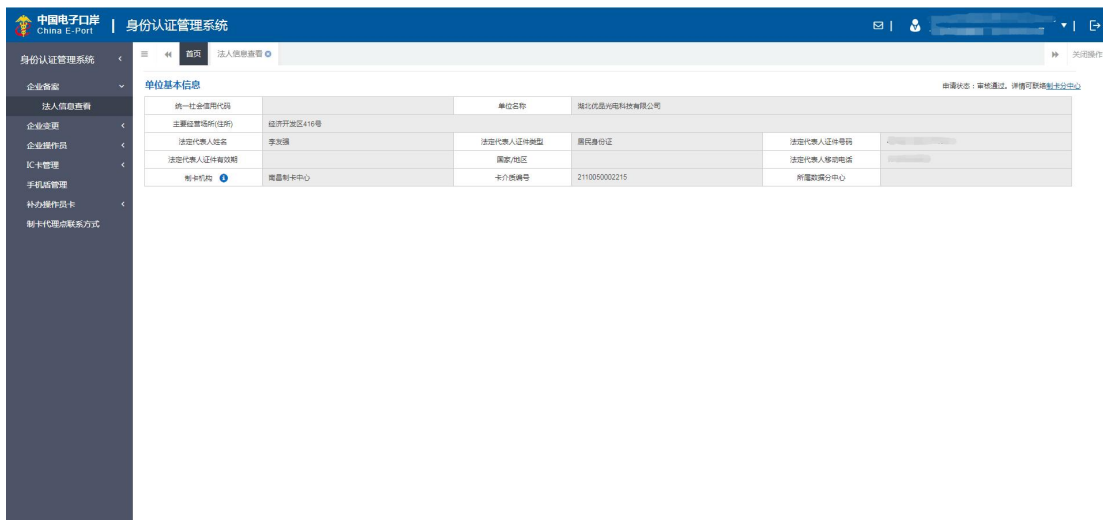 中国电子口岸
China E-Port
身份认证管理系统
身份认证管理系统
首页 法人信息查看 关闭操作
企业备案
法人信息查看
企业变更
企业操作员
IC卡管理
手机盾管理
补办操作员卡
制卡代理点联系方式
单位基本信息
申请状态：审核通过。详情可联络制卡分中心
统一社会信用代码 单位名称 湖北优品光电科技有限公司
主要经营场所(住所) 经济开发区416号
法定代表人姓名 李发强 法定代表人证件类型 居民身份证 法定代表人证件号码
法定代表人证件有效期 国家/地区 法定代表人移动电话
制卡机构 南昌制卡中心 卡介质编号 2110050002215 所属数据分中心